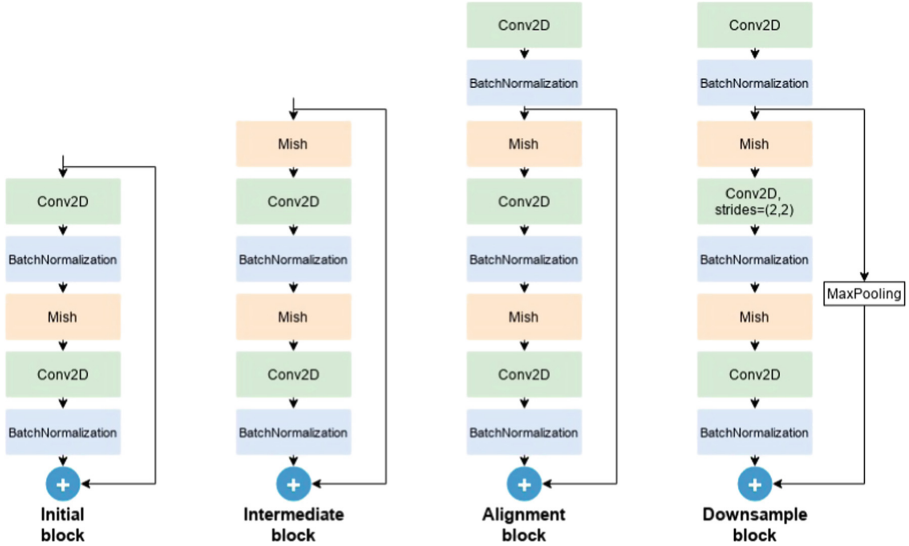 Conv2D
BatchNormalization
Mish
Conv2D
BatchNormalization
+
Initial
block
Mish
Conv2D
BatchNormalization
Mish
Conv2D
BatchNormalization
+
Intermediate
block
Conv2D
BatchNormalization
Mish
Conv2D
BatchNormalization
Mish
Conv2D
BatchNormalization
+
Alignment
block
Conv2D
BatchNormalization
Mish
Conv2D,
strides=(2,2)
BatchNormalization
Mish
Conv2D
BatchNormalization
MaxPooling
+
Downsample
block